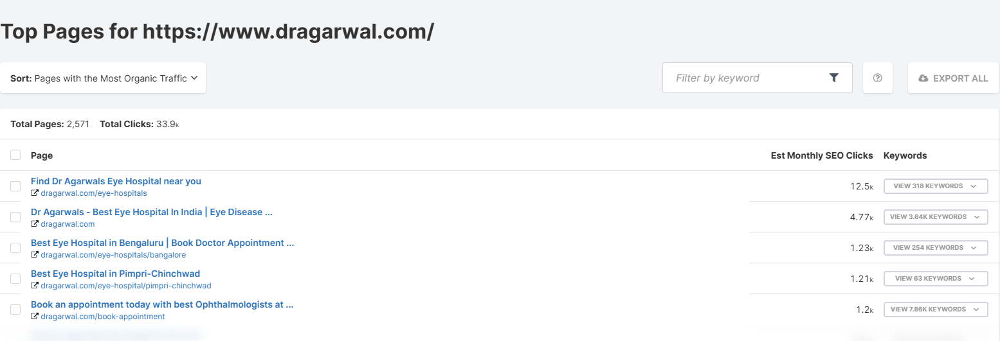 Top Pages for https://www.dragarwal.com/
Sort: Pages with the Most Organic Traffic
Filter by keyword
EXPORT ALL
Total Pages: 2,571 Total Clicks: 33.9k
Page Est Monthly SEO Clicks Keywords
Find Dr Agarwals Eye Hospital near you
dragarwal.com/eye-hospitals
12.5k VIEW 318 KEYWORDS
Dr Agarwals - Best Eye Hospital In India | Eye Disease ...
dragarwal.com
4.77k VIEW 3.64K KEYWORDS
Best Eye Hospital in Bengaluru | Book Doctor Appointment ...
dragarwal.com/eye-hospitals/bangalore
1.23k VIEW 254 KEYWORDS
Best Eye Hospital in Pimpri-Chinchwad
dragarwal.com/eye-hospital/pimpri-chinchwad
1.21k VIEW 63 KEYWORDS
Book an appointment today with best Ophthalmologists at ...
dragarwal.com/book-appointment
1.2k VIEW 7.86K KEYWORDS